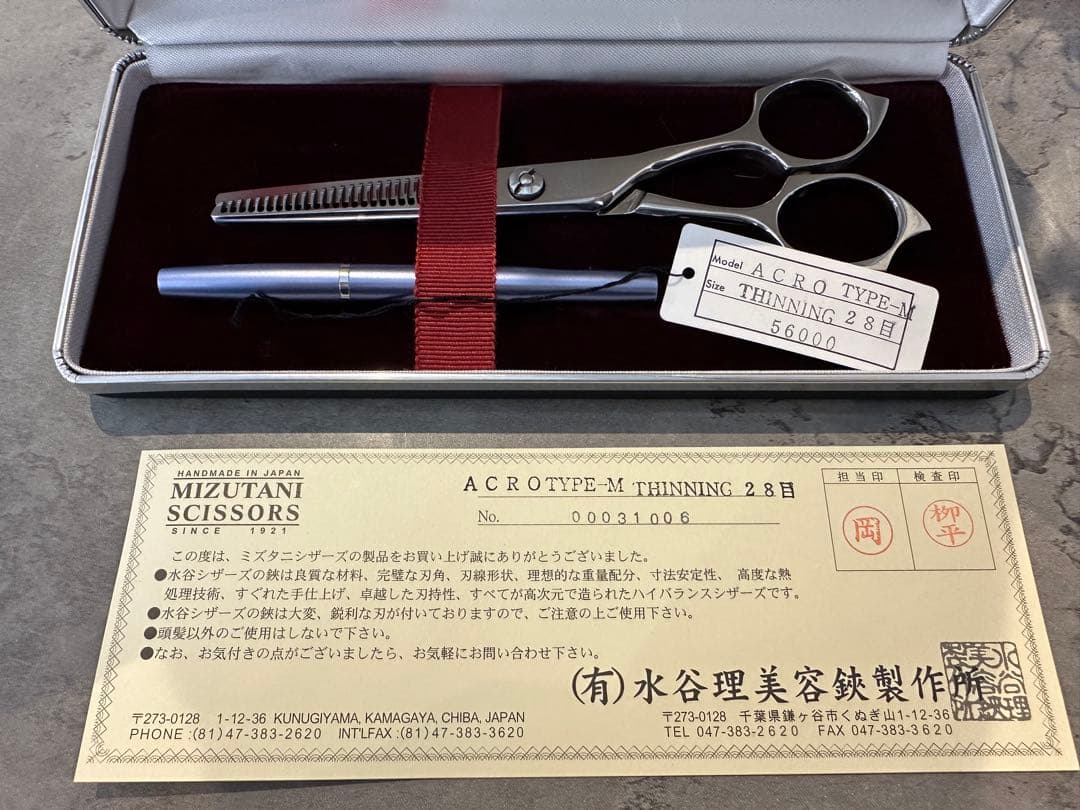 Model ACRO TYPE-M
Size THINNING 28目
56000
HANDMADE IN JAPAN
MIZUTANI
SCISSORS
SINCE 1921
ACROTYPE-M THINNING 28目
No. 00031006
担当印 検査印
岡 柳平
この度は、ミズタニシザーズの製品をお買い上げ誠にありがとうございました。
●水谷シザーズの鋏は良質な材料、完璧な刃角、刃線形状、理想的な重量配分、寸法安定性、高度な熱
処理技術、すぐれた手仕上げ、卓越した刃持性、すべてが高次元で造られたハイバランスシザーズです。
●水谷シザーズの鋏は大変、鋭利な刃が付いておりますので、ご注意の上ご使用下さい。
●頭髪以外のご使用はしないで下さい。
●なお、お気付きの点がございましたら、お気軽にお問い合わせ下さい。
(有)水谷理美容鋏製作所
〒273-0128 1-12-36 KUNUGIYAMA, KAMAGAYA, CHIBA, JAPAN
PHONE :(81)47-383-2620 INT'LFAX :(81)47-383-3620
〒273-0128 千葉県鎌ヶ谷市くぬぎ山1-12-36
TEL 047-383-2620 FAX 047-383-3620